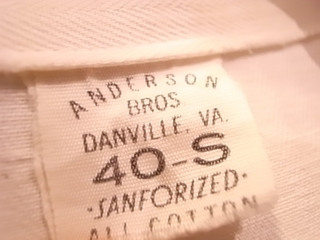 ANDERSON
BROS
DANVILLE, VA.
40-S
·SANFORIZED·
ALL COTTON